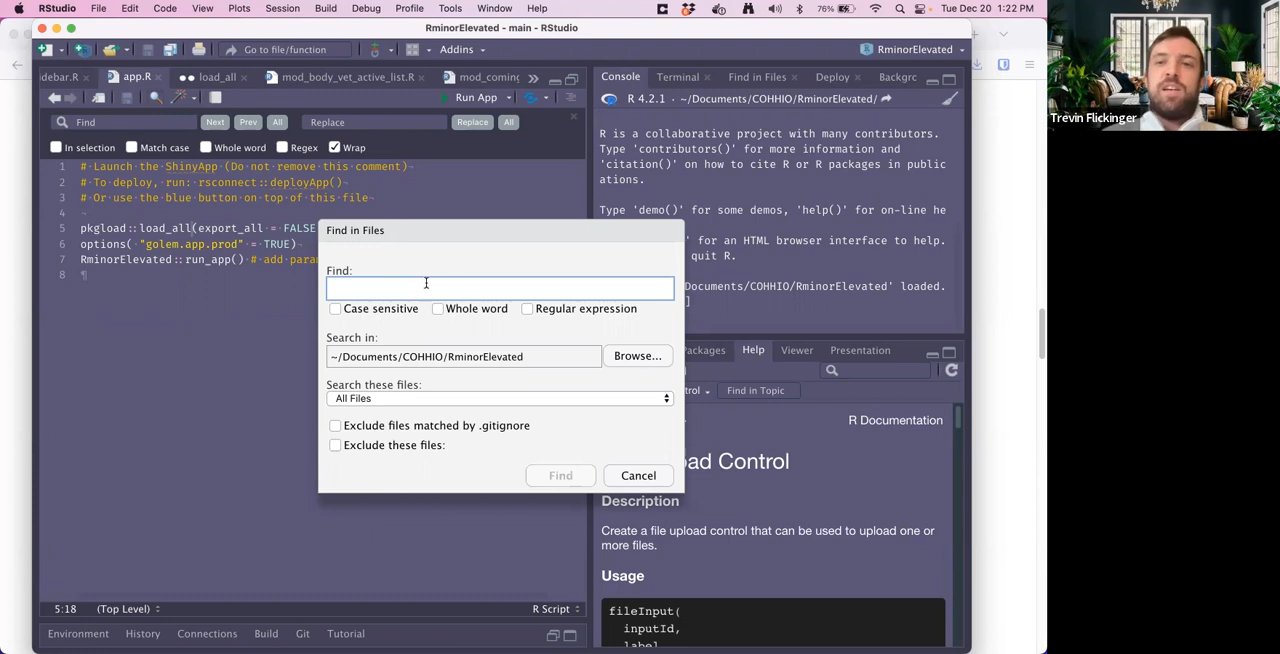 RStudio File Edit Code View Plots Session Build Debug Profile Tools Window Help 76% Tue Dec 20 1:22 PM
RminorElevated - main - RStudio
Go to file/function Addins RminorElevated
idebar.R app.R load_all mod_body_vet_active_list.R mod_coming
Run App
Find Next Prev All Replace Replace All
In selection Match case Whole word Regex Wrap
1 # Launch the ShinyApp (Do not remove this comment)
2 # To deploy, run: rsconnect::deployApp()
3 # Or use the blue button on top of this file
4
5 pkgload::load_all(export_all = FALSE
6 options( "golem.app.prod" = TRUE)
7 RminorElevated::run_app() # add para
8
5:18 (Top Level) R Script
Environment History Connections Build Git Tutorial
Find in Files
Find:
Case sensitive Whole word Regular expression
Search in:
~/Documents/COHHIO/RminorElevated Browse...
Search these files:
All Files
Exclude files matched by .gitignore
Exclude these files:
Find Cancel
Console Terminal Find in Files Deploy Backgrc
R 4.2.1 · ~/Documents/COHHIO/RminorElevated/
R is a collaborative project with many contributors.
Type 'contributors()' for more information and
'citation()' on how to cite R or R packages in public
ations.
Type 'demo()' for some demos, 'help()' for on-line he
' for an HTML browser interface to help.
quit R.
ocuments/COHHIO/RminorElevated' loaded.
]
ackages Help Viewer Presentation
rol Find in Topic
R Documentation
oad Control
Description
Create a file upload control that can be used to upload one or
more files.
Usage
fileInput(
inputId,
label
Trevin Flickinger